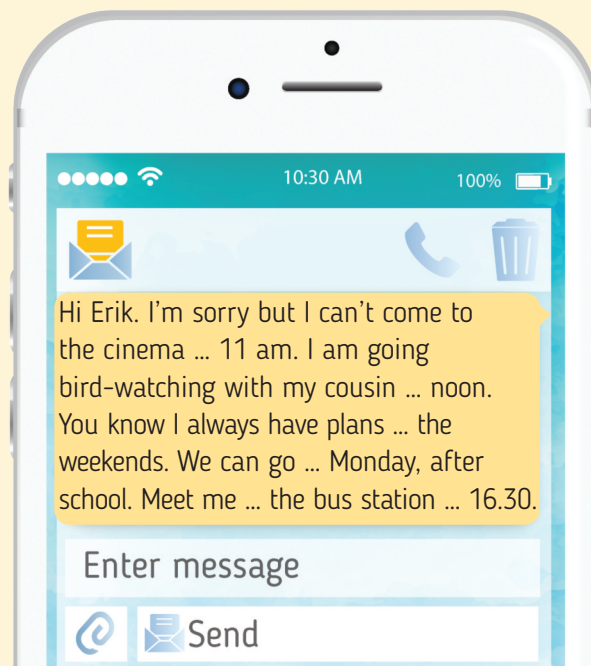 10:30 AM 100%
Hi Erik. I'm sorry but I can't come to
the cinema ... 11 am. I am going
bird-watching with my cousin ... noon.
You know I always have plans ... the
weekends. We can go ... Monday, after
school. Meet me ... the bus station ... 16.30.
Enter message
Send